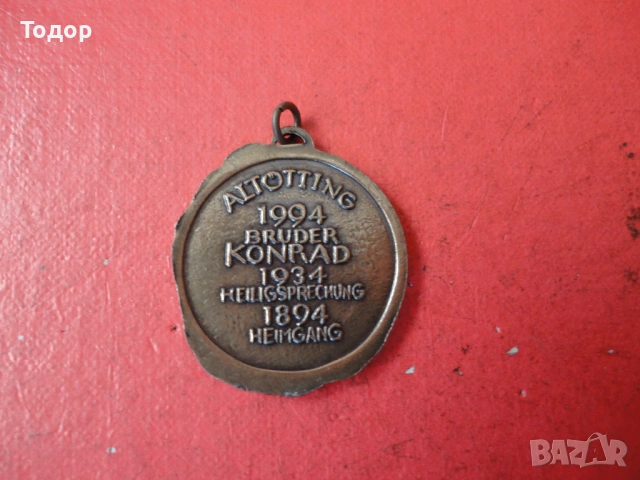 Тодор
ALTÖTTING
1994
BRUDER
KONRAD
1934
HEILIGSPRECHUNG
1894
HEIMGANG
BAZAR